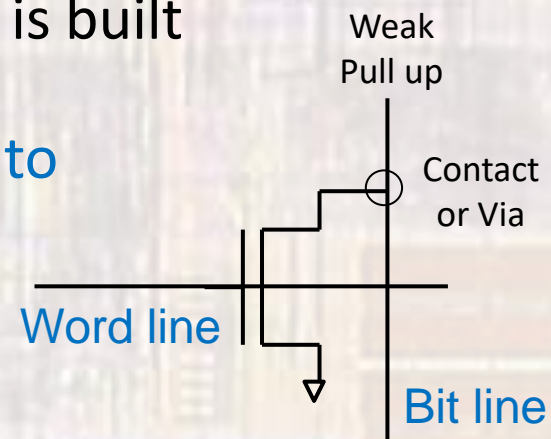 is built
to
Weak
Pull up
Contact
or Via
Word line
Bit line